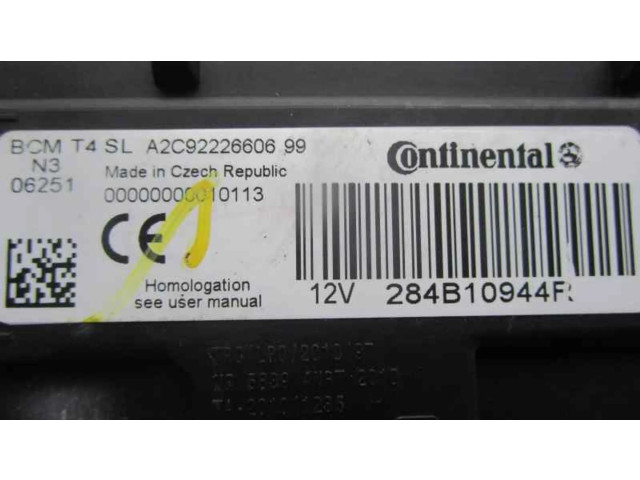 BCM T4 SL A2C92226606 99
N3
06251
Made in Czech Republic
00000000010113
Continental
CE
Homologation
see user manual
12V 284B10944R